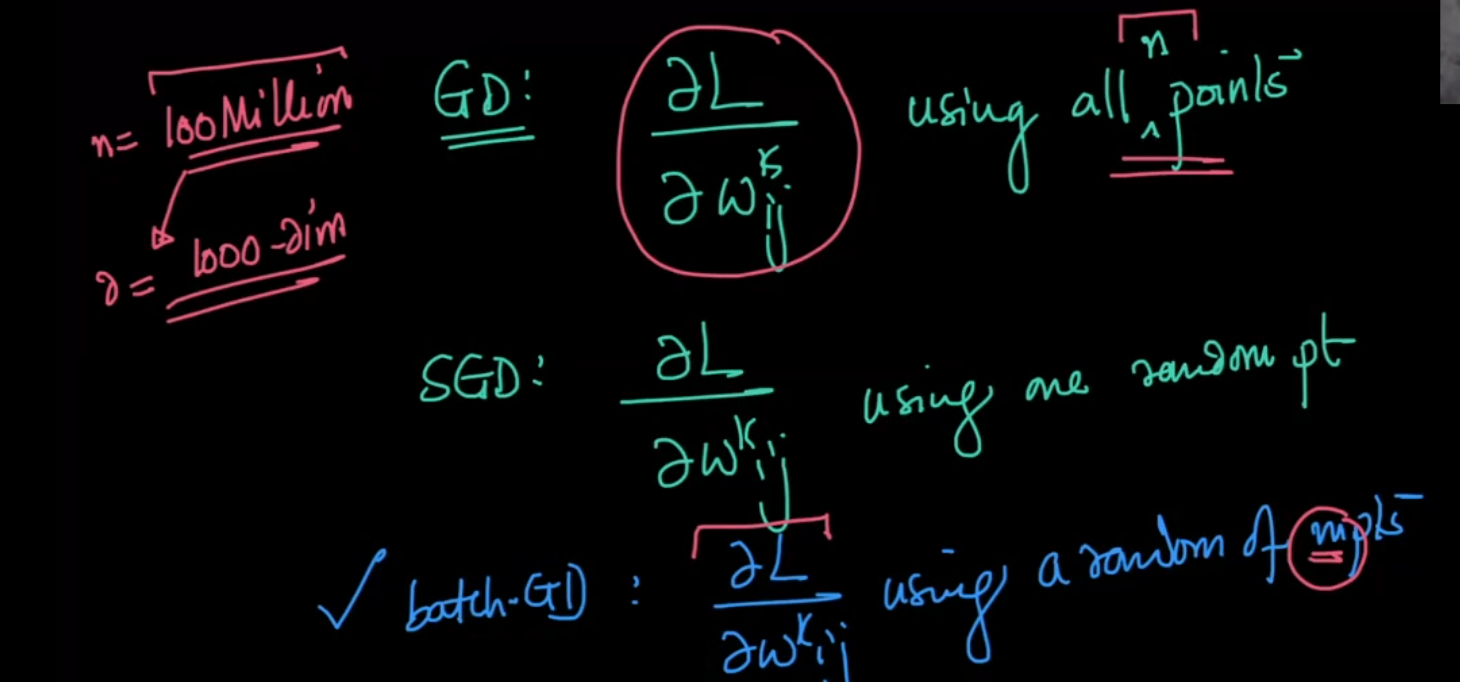 n= 100 Million
d= 1000-dim
GD: ∂L/∂w^k_ij using all n points
SGD: ∂L/∂w^k_ij using one random pt
✓ batch-GD : ∂L/∂w^k_ij using a random of m pts